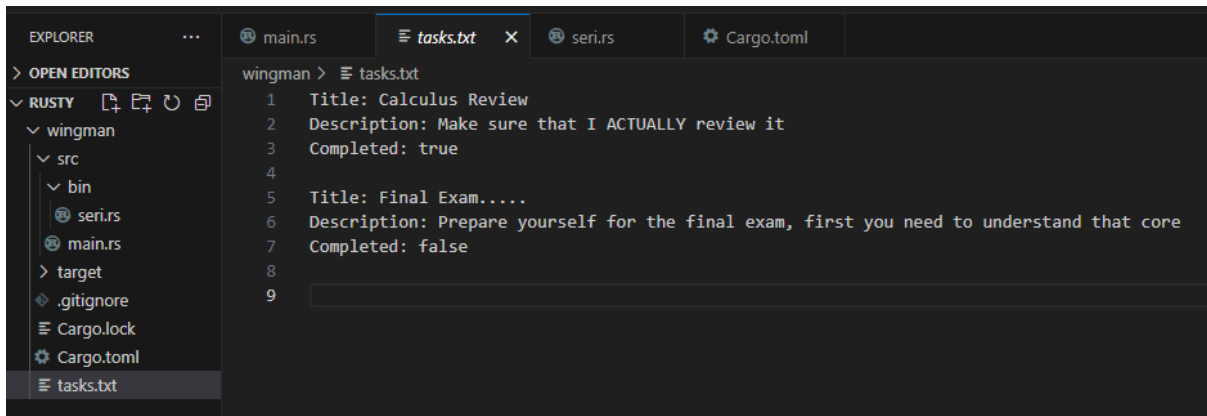 EXPLORER ...
> OPEN EDITORS
RUSTY
wingman
src
bin
seri.rs
main.rs
> target
.gitignore
Cargo.lock
Cargo.toml
tasks.txt
main.rs tasks.txt × seri.rs Cargo.toml
wingman > tasks.txt
1 Title: Calculus Review
2 Description: Make sure that I ACTUALLY review it
3 Completed: true
4
5 Title: Final Exam.....
6 Description: Prepare yourself for the final exam, first you need to understand that core
7 Completed: false
8
9